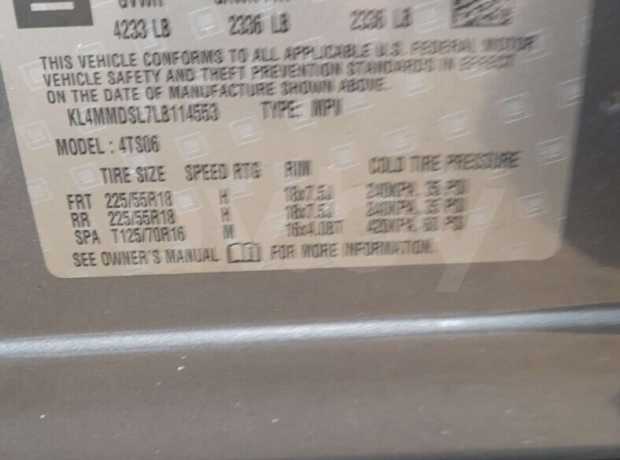 GVWR
4233 LB 2336 LB 2336 LB
THIS VEHICLE CONFORMS TO ALL APPLICABLE U.S. FEDERAL MOTOR
VEHICLE SAFETY AND THEFT PREVENTION STANDARDS IN EFFECT
ON THE DATE OF MANUFACTURE SHOWN ABOVE.
KL4MMDSL7LB114553 TYPE: MPV
MODEL : 4TS06
TIRE SIZE SPEED RTG RIM COLD TIRE PRESSURE
FRT 225/55R18 H 18x7.5J 240KPA, 35 PSI
RR 225/55R18 H 18x7.5J 240KPA, 35 PSI
SPA T125/70R16 M 16x4.0BT 420KPA, 60 PSI
SEE OWNER'S MANUAL FOR MORE INFORMATION.